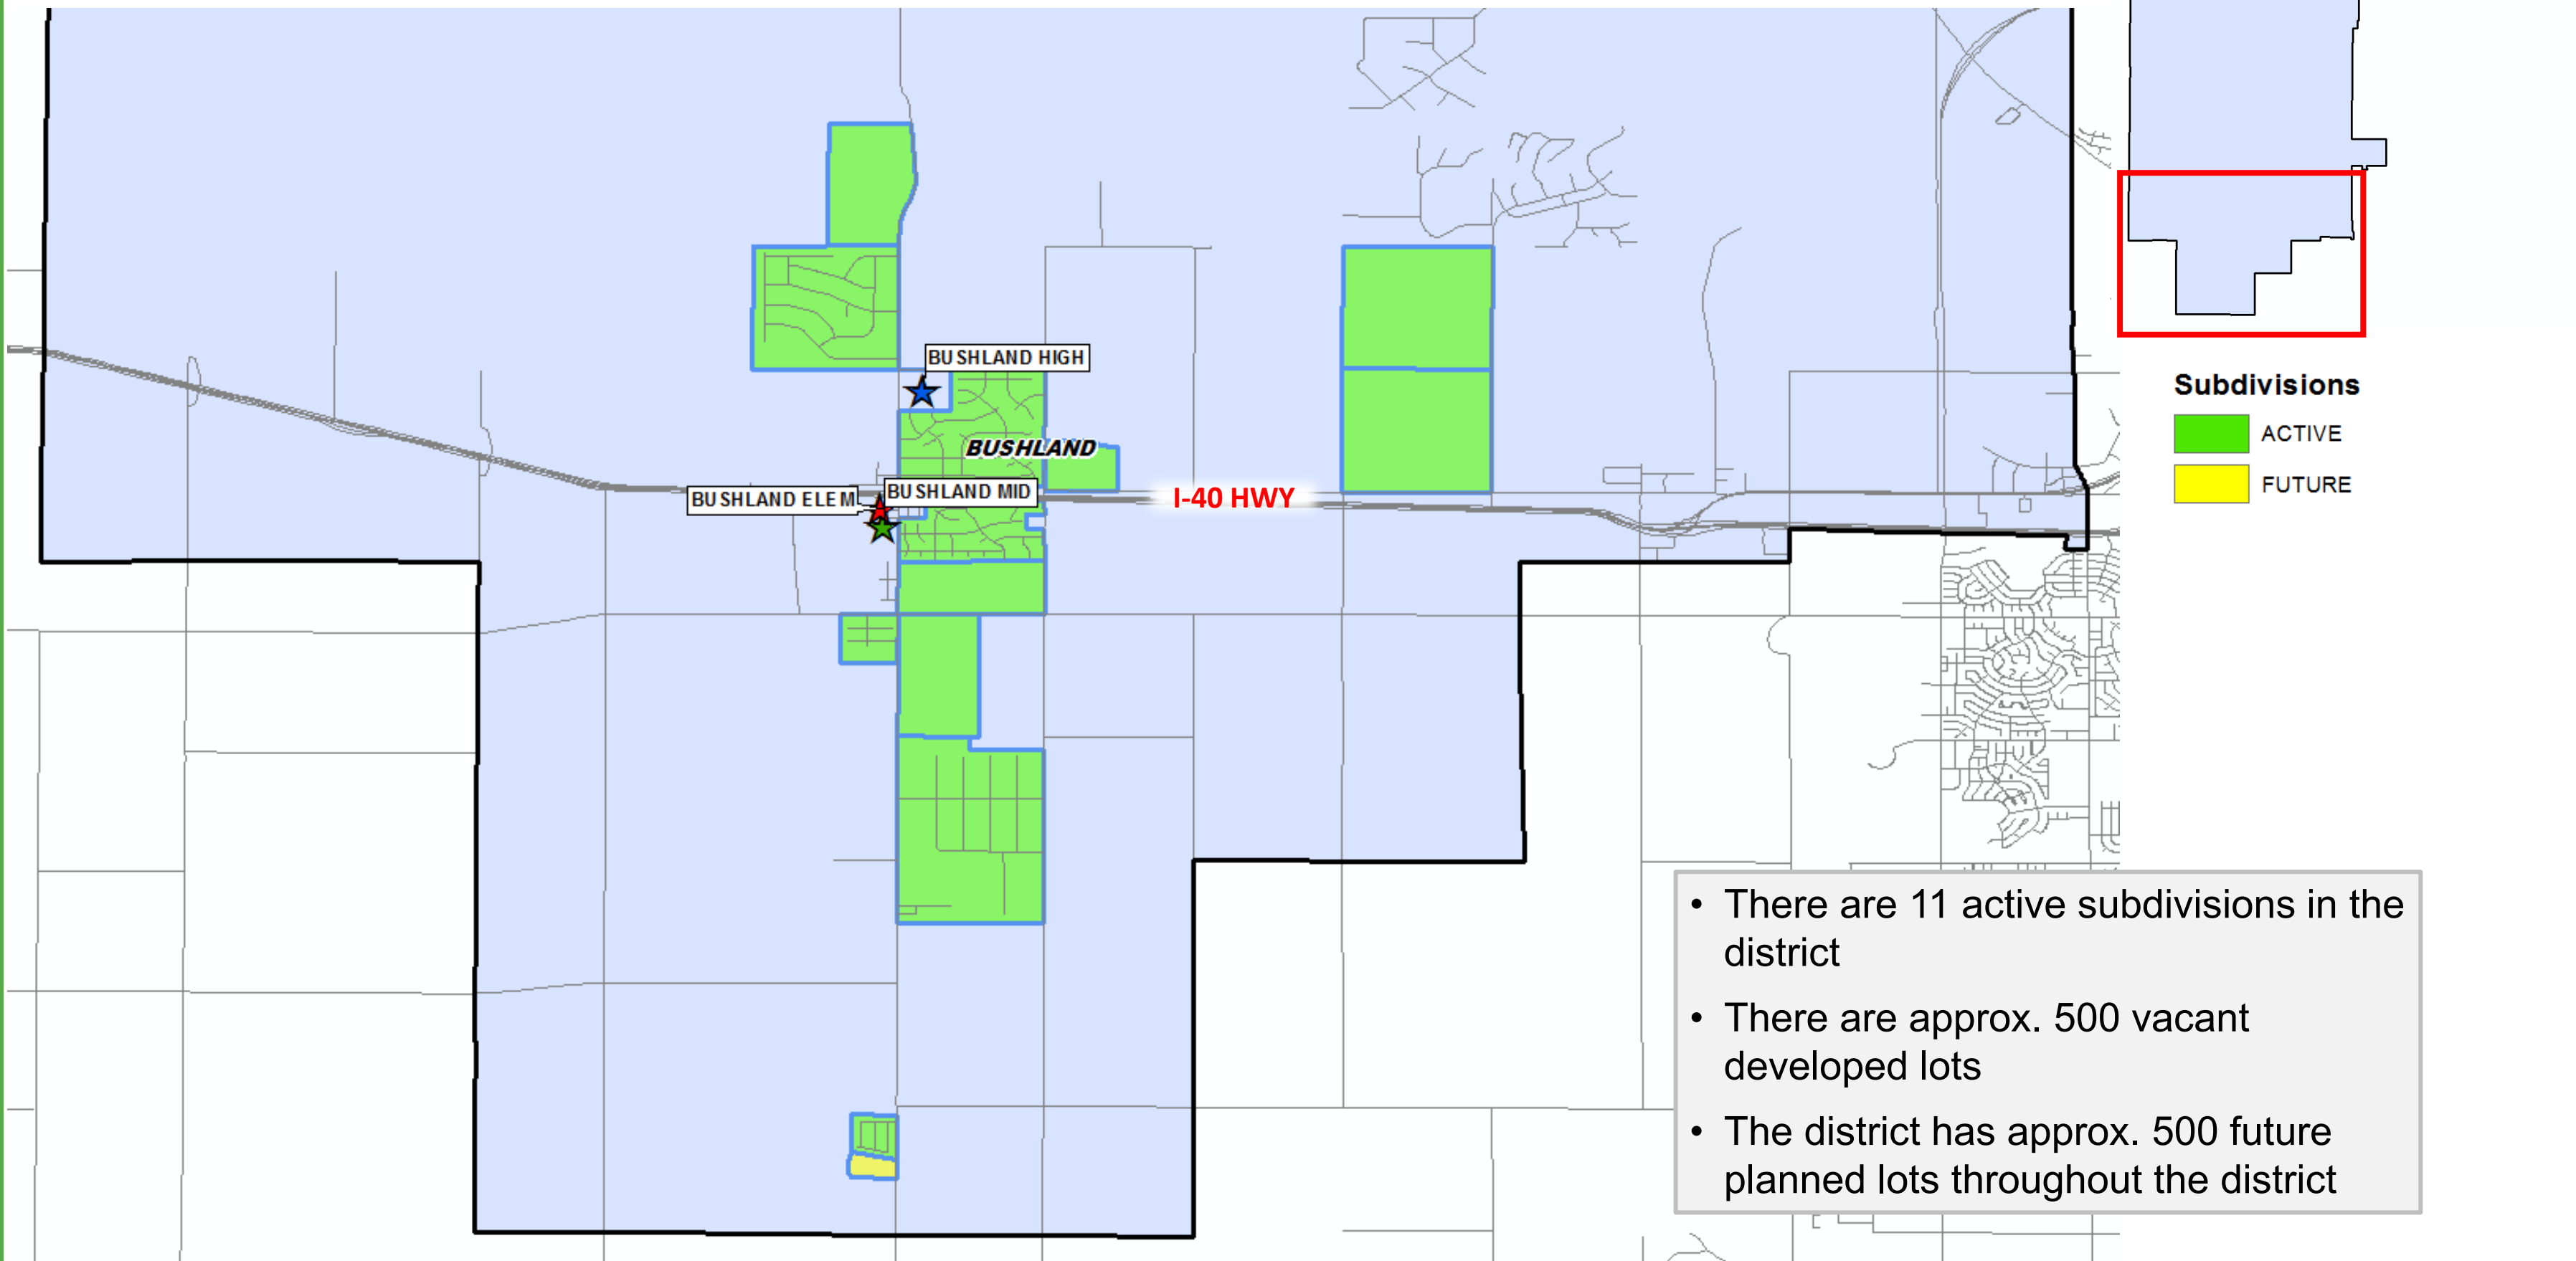 BUSHLAND HIGH
BUSHLAND
BUSHLAND ELEM
BUSHLAND MID
I-40 HWY
Subdivisions
ACTIVE
FUTURE
• There are 11 active subdivisions in the
district
• There are approx. 500 vacant
developed lots
• The district has approx. 500 future
planned lots throughout the district